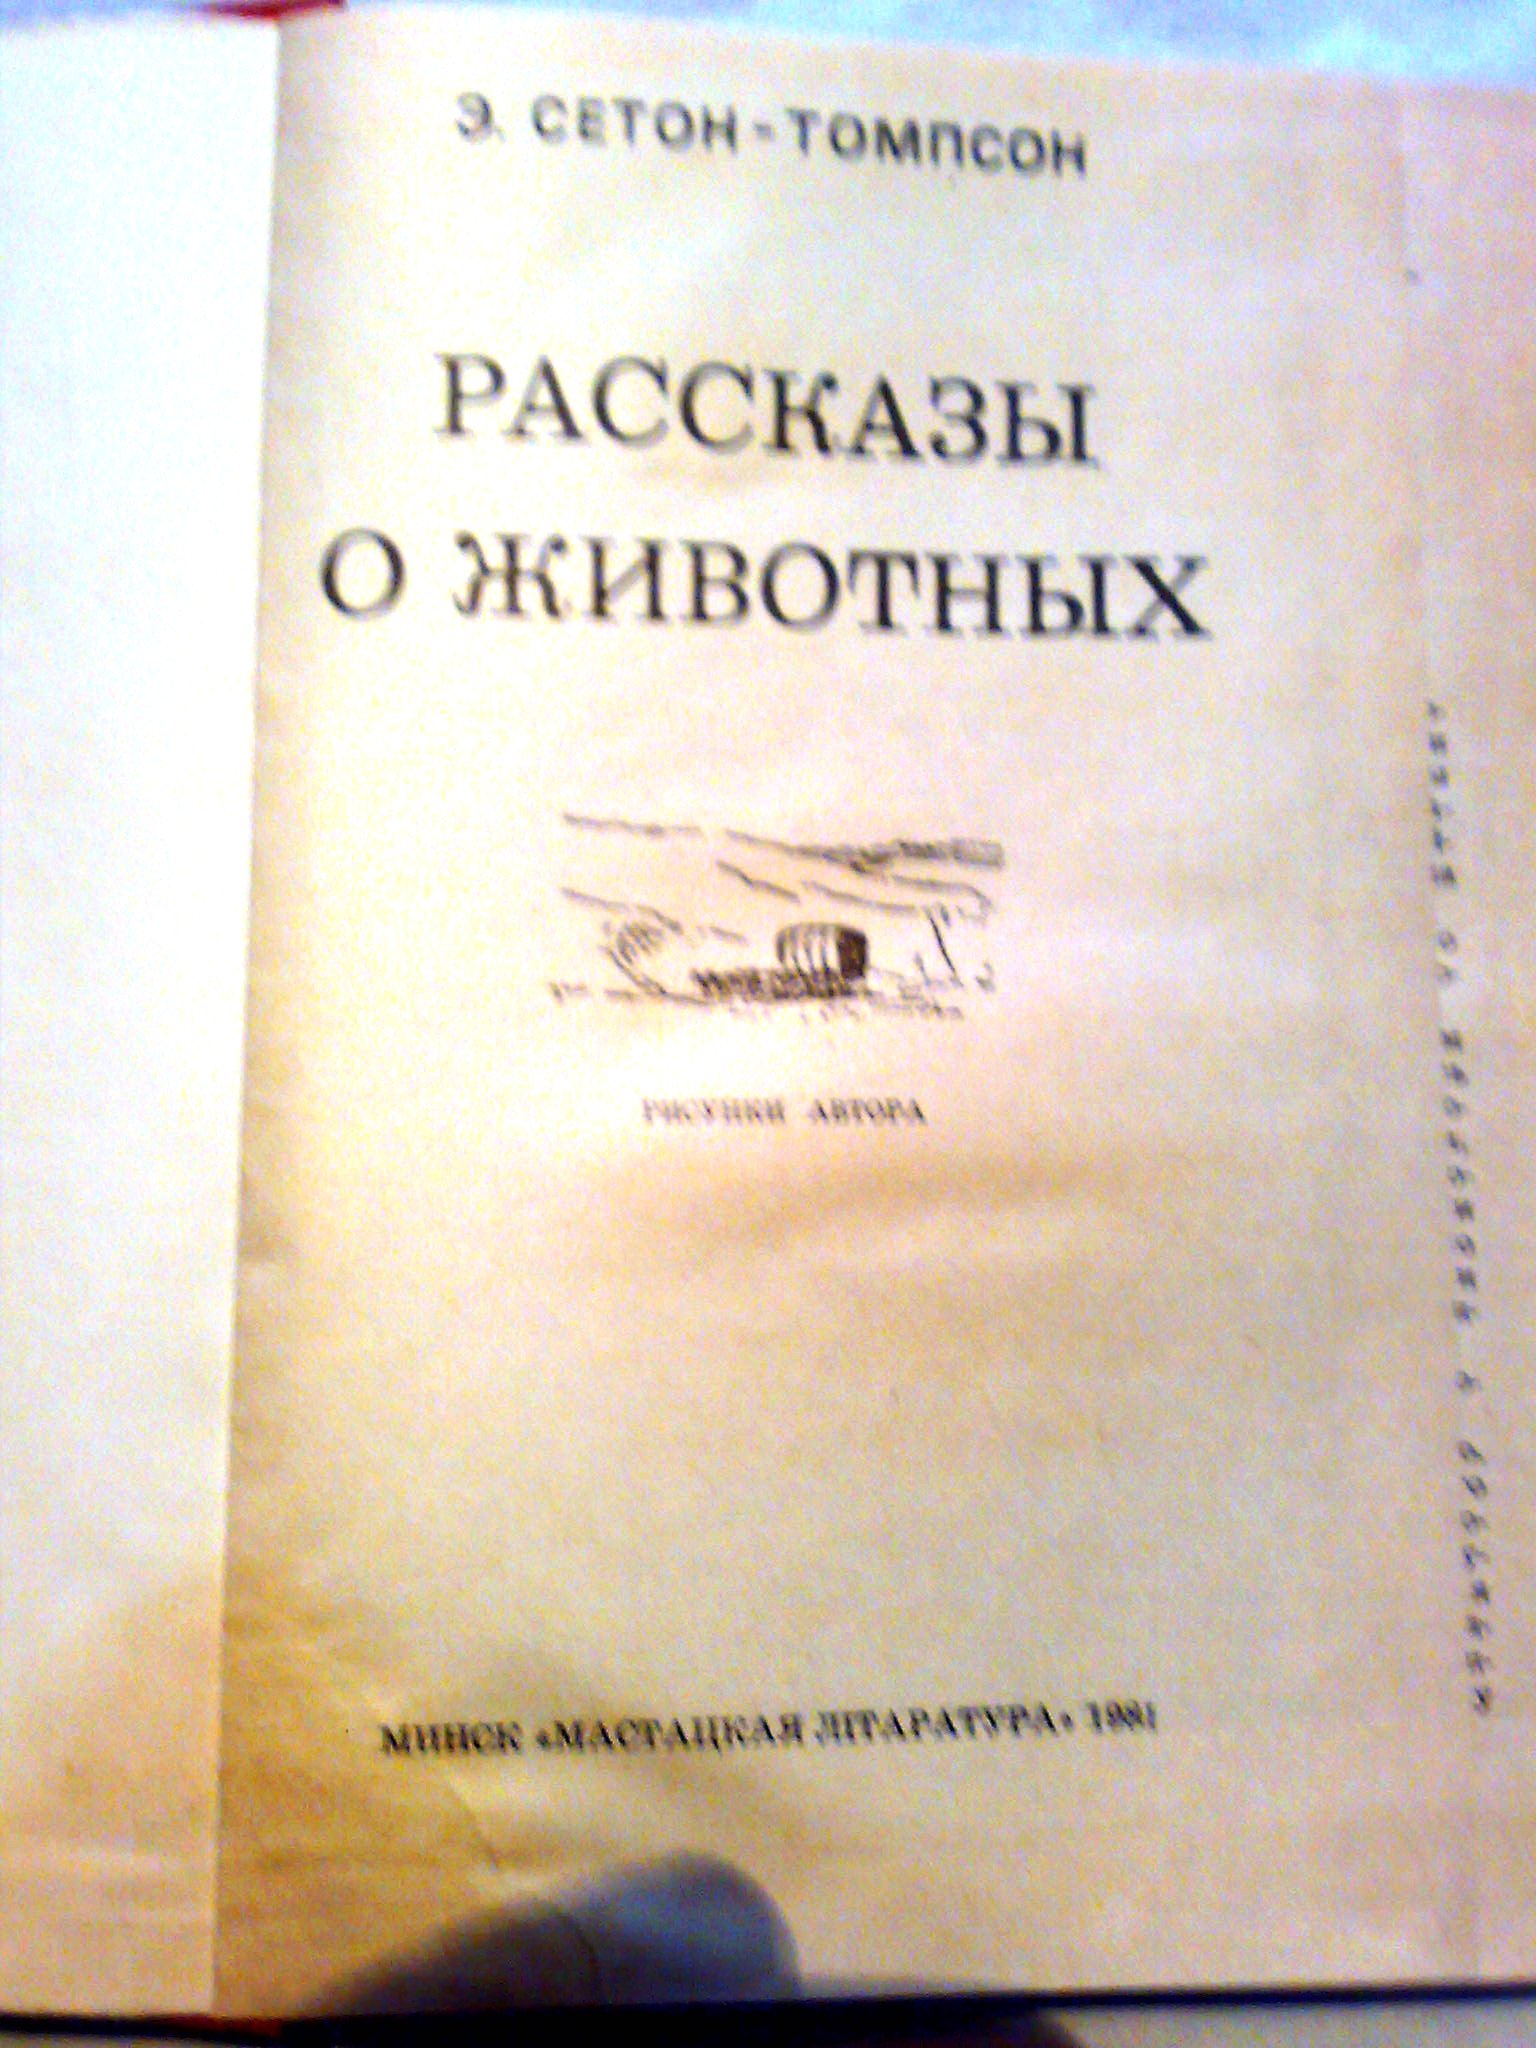 Э. СЕТОН-ТОМПСОН
РАССКАЗЫ
О ЖИВОТНЫХ
РИСУНКИ АВТОРА
МИНСК «МАСТАЦКАЯ ЛІТАРАТУРА» 1981